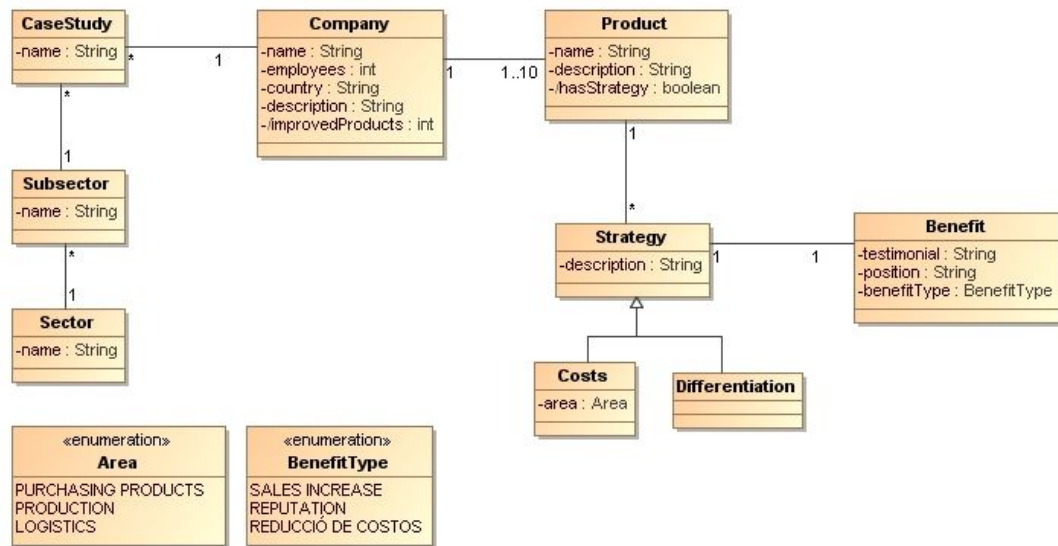 CaseStudy
-name : String
*
1
Company
-name : String
-employees : int
-country : String
-description : String
-/improvedProducts : int
1
1..10
Product
-name : String
-description : String
-/hasStrategy : boolean
*
1
Subsector
-name : String
*
1
Sector
-name : String
1
*
Strategy
-description : String
1
1
Benefit
-testimonial : String
-position : String
-benefitType : BenefitType
Costs
-area : Area
Differentiation
«enumeration»
Area
PURCHASING PRODUCTS
PRODUCTION
LOGISTICS
«enumeration»
BenefitType
SALES INCREASE
REPUTATION
REDUCCIÓ DE COSTOS